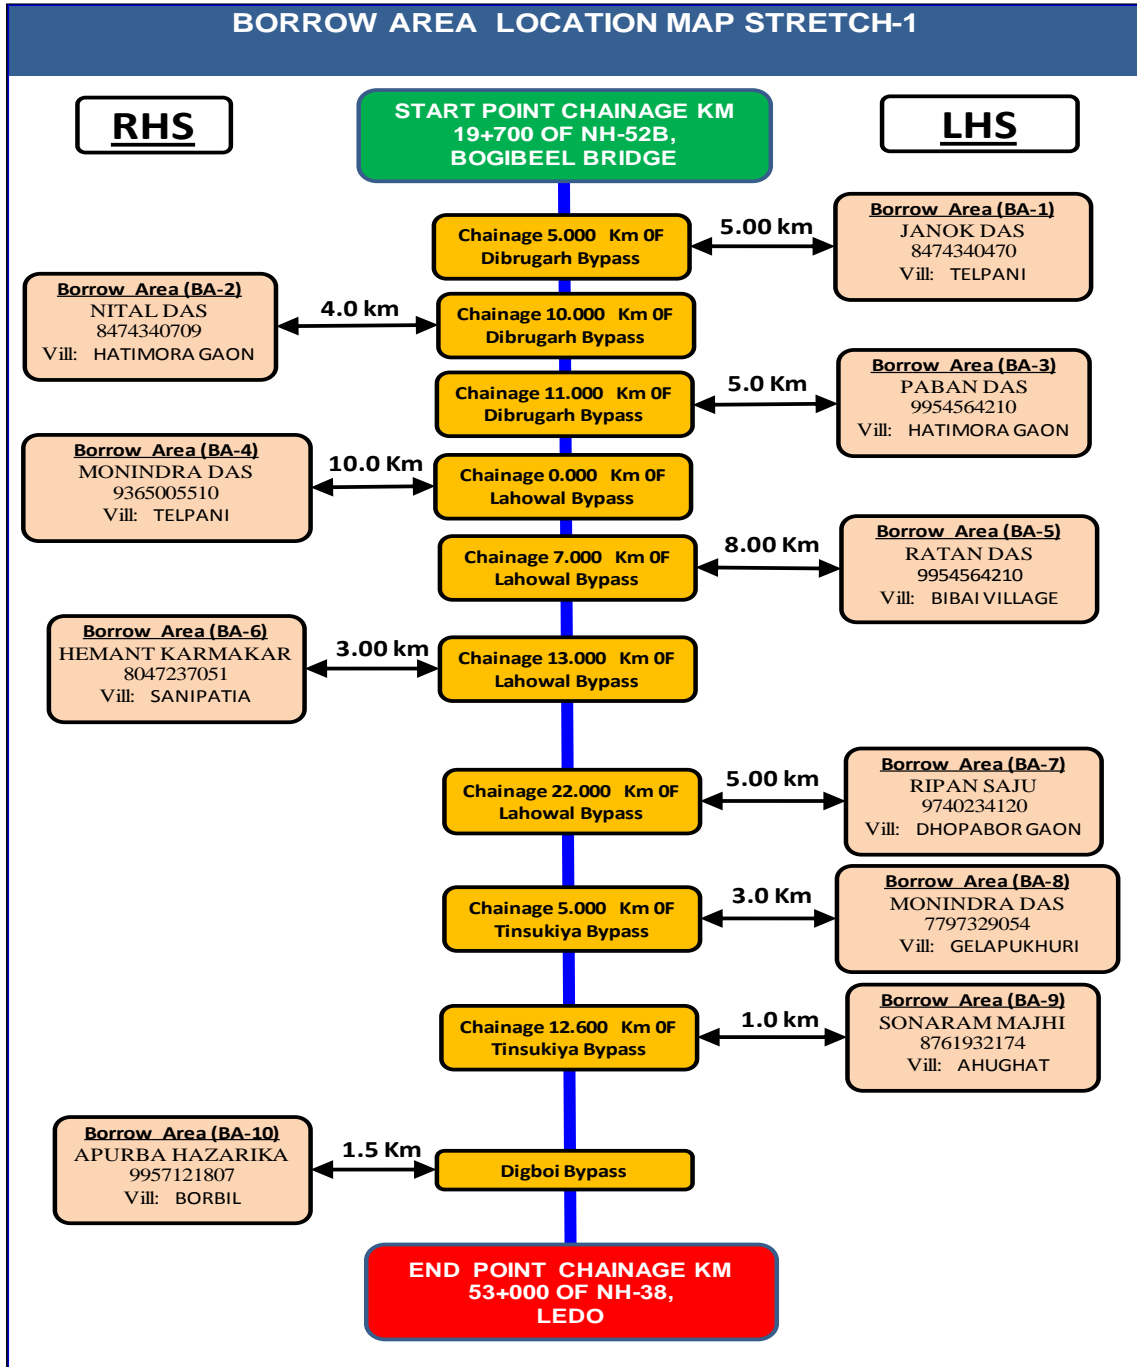 BORROW AREA LOCATION MAP STRETCH-1
RHS
START POINT CHAINAGE KM
19+700 OF NH-52B,
BOGIBEEL BRIDGE
LHS
Chainage 5.000 Km 0F
Dibrugarh Bypass
5.00 km
Borrow Area (BA-1)
JANOK DAS
8474340470
Vill: TELPANI
Borrow Area (BA-2)
NITAL DAS
8474340709
Vill: HATIMORA GAON
4.0 km
Chainage 10.000 Km 0F
Dibrugarh Bypass
Chainage 11.000 Km 0F
Dibrugarh Bypass
5.0 Km
Borrow Area (BA-3)
PABAN DAS
9954564210
Vill: HATIMORA GAON
Borrow Area (BA-4)
MONINDRA DAS
9365005510
Vill: TELPANI
10.0 Km
Chainage 0.000 Km 0F
Lahowal Bypass
Chainage 7.000 Km 0F
Lahowal Bypass
8.00 Km
Borrow Area (BA-5)
RATAN DAS
9954564210
Vill: BIBAI VILLAGE
Borrow Area (BA-6)
HEMANT KARMAKAR
8047237051
Vill: SANIPATIA
3.00 km
Chainage 13.000 Km 0F
Lahowal Bypass
Chainage 22.000 Km 0F
Lahowal Bypass
5.00 km
Borrow Area (BA-7)
RIPAN SAJU
9740234120
Vill: DHOPABOR GAON
Chainage 5.000 Km 0F
Tinsukiya Bypass
3.0 Km
Borrow Area (BA-8)
MONINDRA DAS
7797329054
Vill: GELAPUKHURI
Chainage 12.600 Km 0F
Tinsukiya Bypass
1.0 km
Borrow Area (BA-9)
SONARAM MAJHI
8761932174
Vill: AHUGHAT
Borrow Area (BA-10)
APURBA HAZARIKA
9957121807
Vill: BORBIL
1.5 Km
Digboi Bypass
END POINT CHAINAGE KM
53+000 OF NH-38,
LEDO